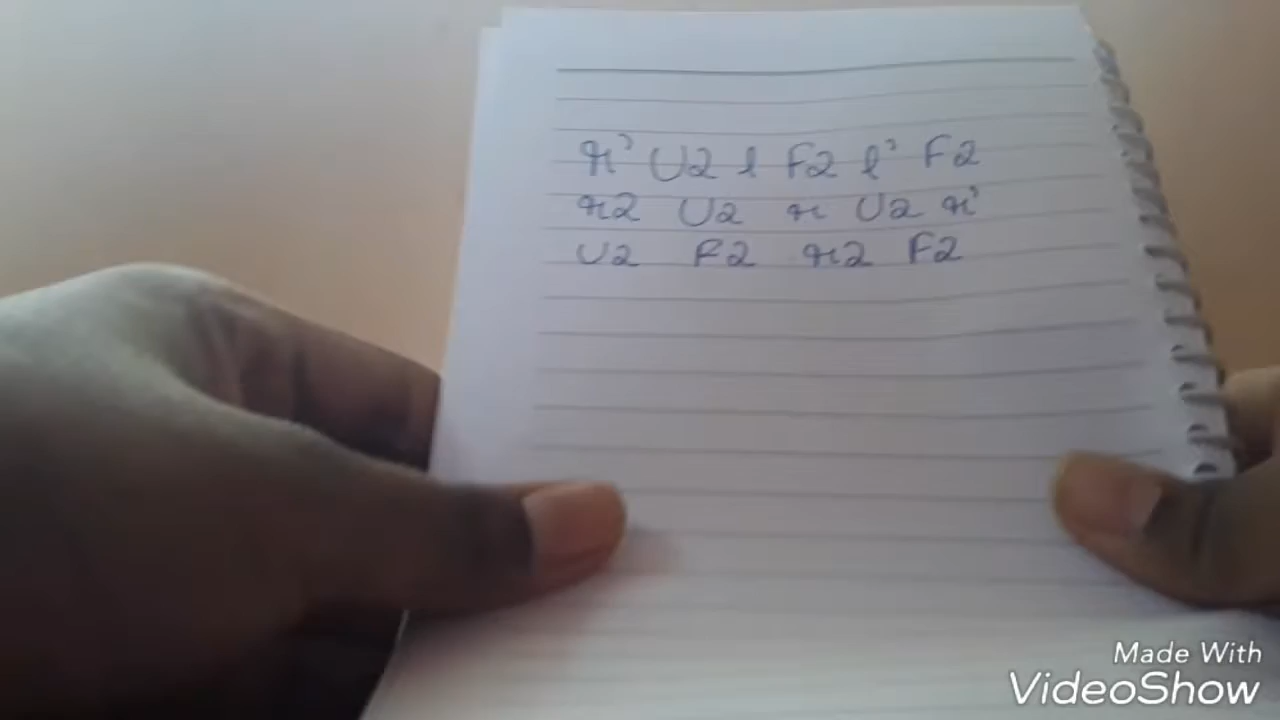 r' U2 l F2 l' F2
r2 U2 r U2 r'
U2 F2 r2 F2
Made With
VideoShow